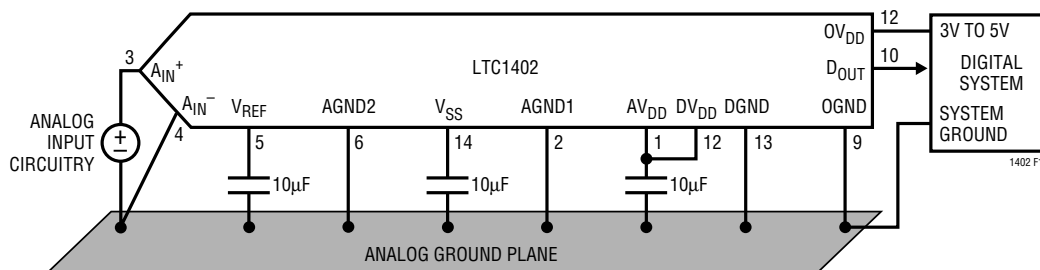 12
OVDD
3V TO 5V
3
AIN+
LTC1402
DOUT
10
DIGITAL
SYSTEM
AIN−
4
VREF
AGND2
VSS
AGND1
AVDD
DVDD
DGND
OGND
SYSTEM
GROUND
ANALOG
INPUT
CIRCUITRY
+
−
5
6
14
2
1
12
13
9
10µF
10µF
10µF
ANALOG GROUND PLANE